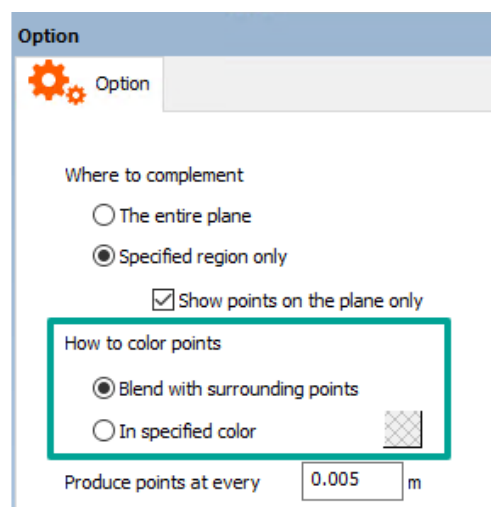 Option
Option
Where to complement
The entire plane
Specified region only
Show points on the plane only
How to color points
Blend with surrounding points
In specified color
Produce points at every 0.005 m